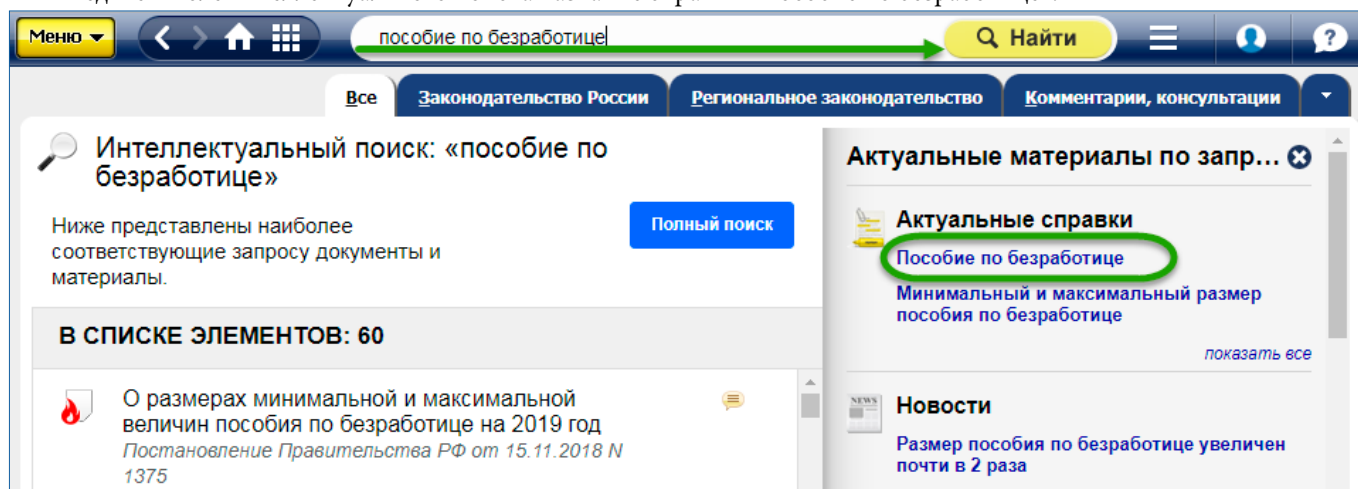 Меню
пособие по безработице
Найти
?
Все
Законодательство России
Региональное законодательство
Комментарии, консультации
Интеллектуальный поиск: «пособие по
безработице»
Ниже представлены наиболее
соответствующие запросу документы и
материалы.
Полный поиск
В СПИСКЕ ЭЛЕМЕНТОВ: 60
О размерах минимальной и максимальной
величин пособия по безработице на 2019 год
Постановление Правительства РФ от 15.11.2018 N
1375
Актуальные материалы по запр...
Актуальные справки
Пособие по безработице
Минимальный и максимальный размер
пособия по безработице
показать все
NEWS
Новости
Размер пособия по безработице увеличен
почти в 2 раза